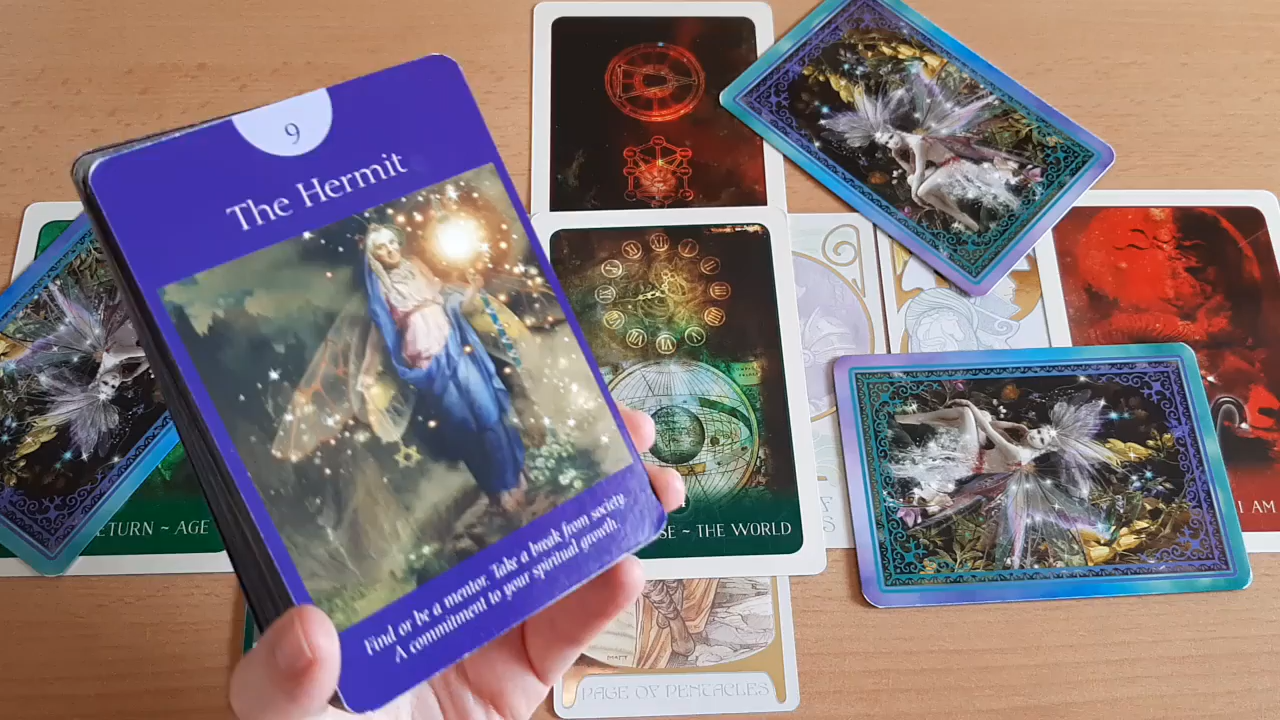 9
The Hermit
Find or be a mentor. Take a break from society.
A commitment to your spiritual growth.
ETURN ~ AGE
SE ~ THE WORLD
I AM
PAGE OF PENTACLES